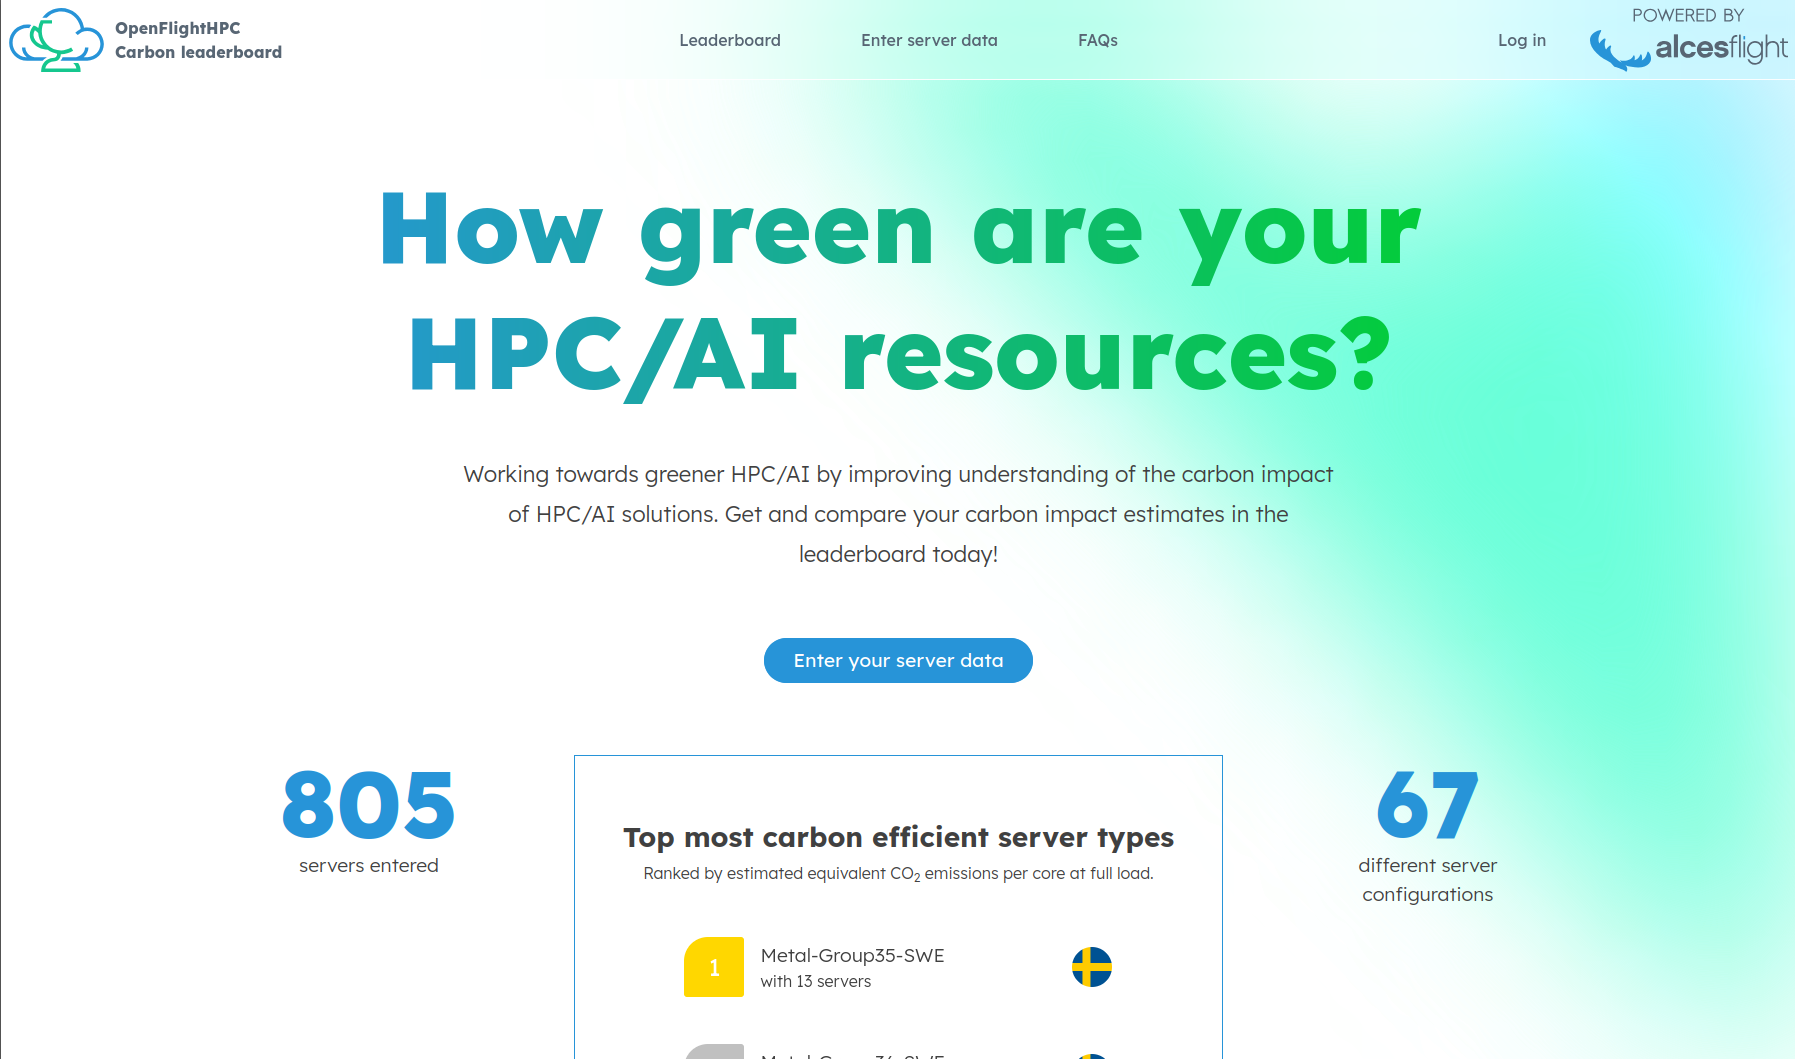 OpenFlightHPC
Carbon leaderboard
Leaderboard
Enter server data
FAQs
Log in
POWERED BY
alcesflight
How green are your
HPC/AI resources?
Working towards greener HPC/AI by improving understanding of the carbon impact
of HPC/AI solutions. Get and compare your carbon impact estimates in the
leaderboard today!
Enter your server data
805
servers entered
Top most carbon efficient server types
Ranked by estimated equivalent CO₂ emissions per core at full load.
1
Metal-Group35-SWE
with 13 servers
67
different server
configurations